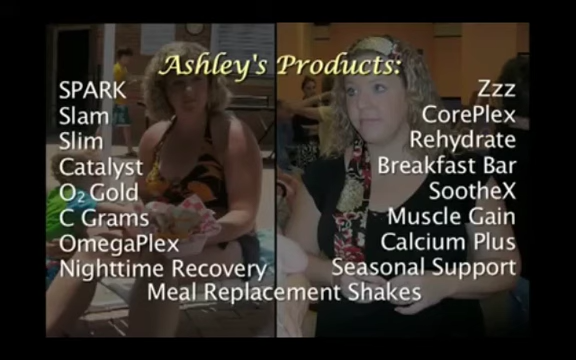 Ashley's Products:
SPARK
Slam
Slim
Catalyst
O₂ Gold
C Grams
OmegaPlex
Nighttime Recovery
Zzz
CorePlex
Rehydrate
Breakfast Bar
SootheX
Muscle Gain
Calcium Plus
Seasonal Support
Meal Replacement Shakes